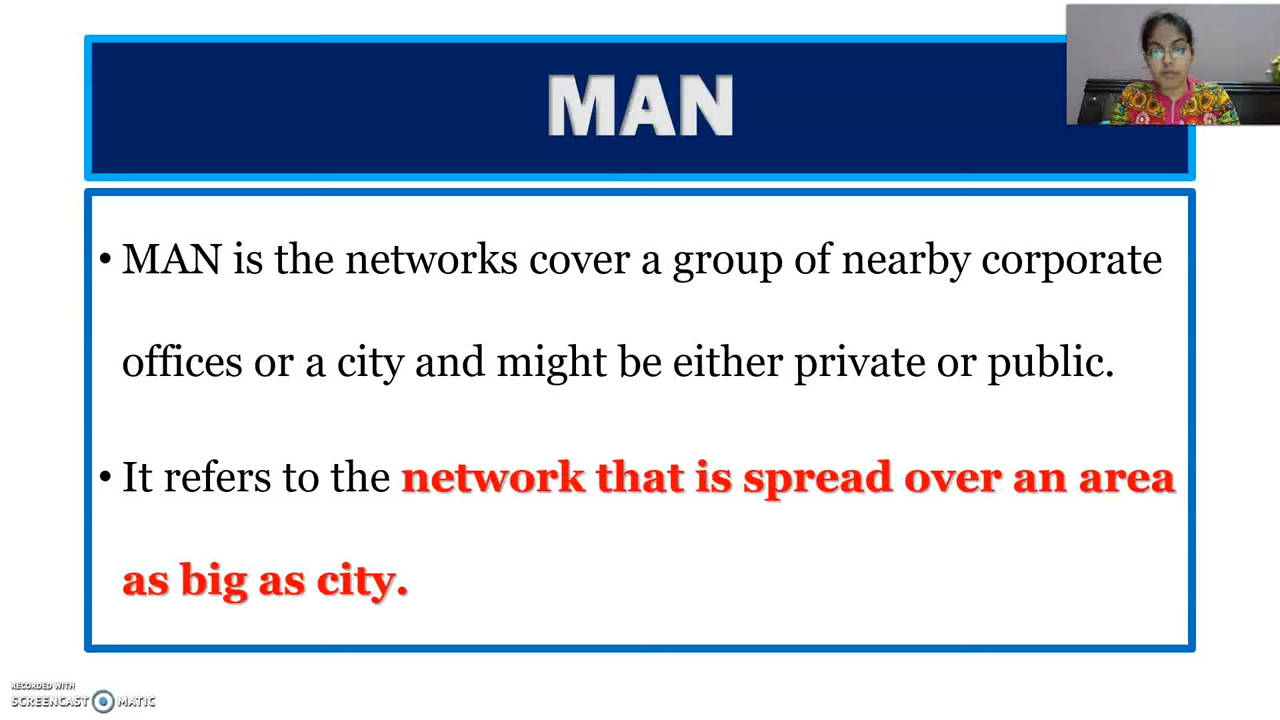 MAN
• MAN is the networks cover a group of nearby corporate
offices or a city and might be either private or public.
• It refers to the network that is spread over an area
as big as city.
RECORDED WITH
SCREENCAST MATIC